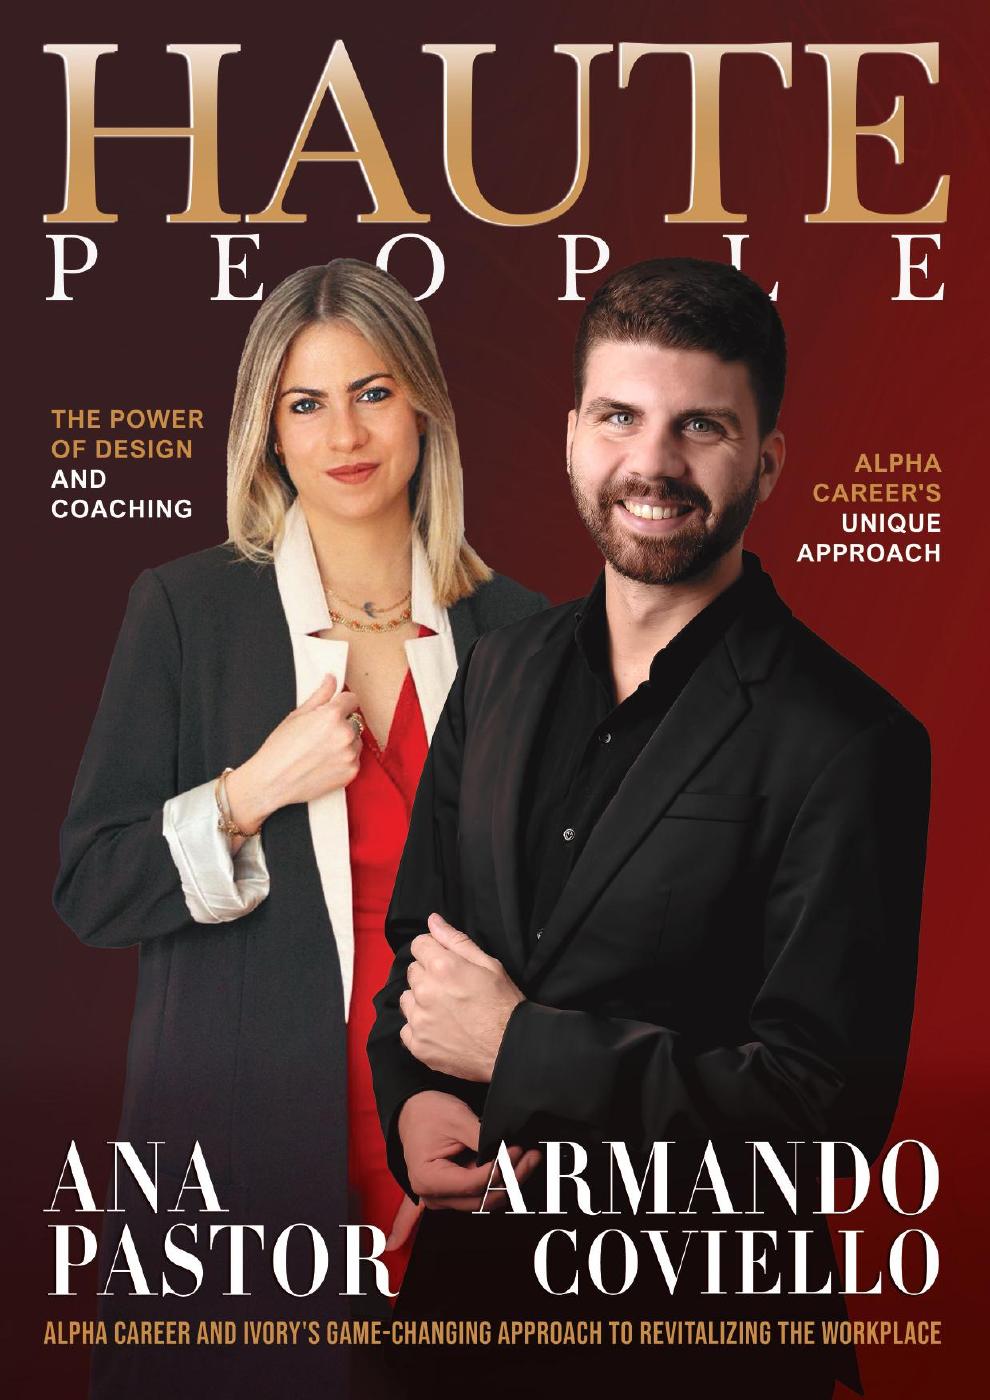 HAUTE
PEOPLE
THE POWER
OF DESIGN
AND
COACHING
ALPHA
CAREER'S
UNIQUE
APPROACH
ANA
PASTOR
ARMANDO
COVIELLO
ALPHA CAREER AND IVORY'S GAME-CHANGING APPROACH TO REVITALIZING THE WORKPLACE